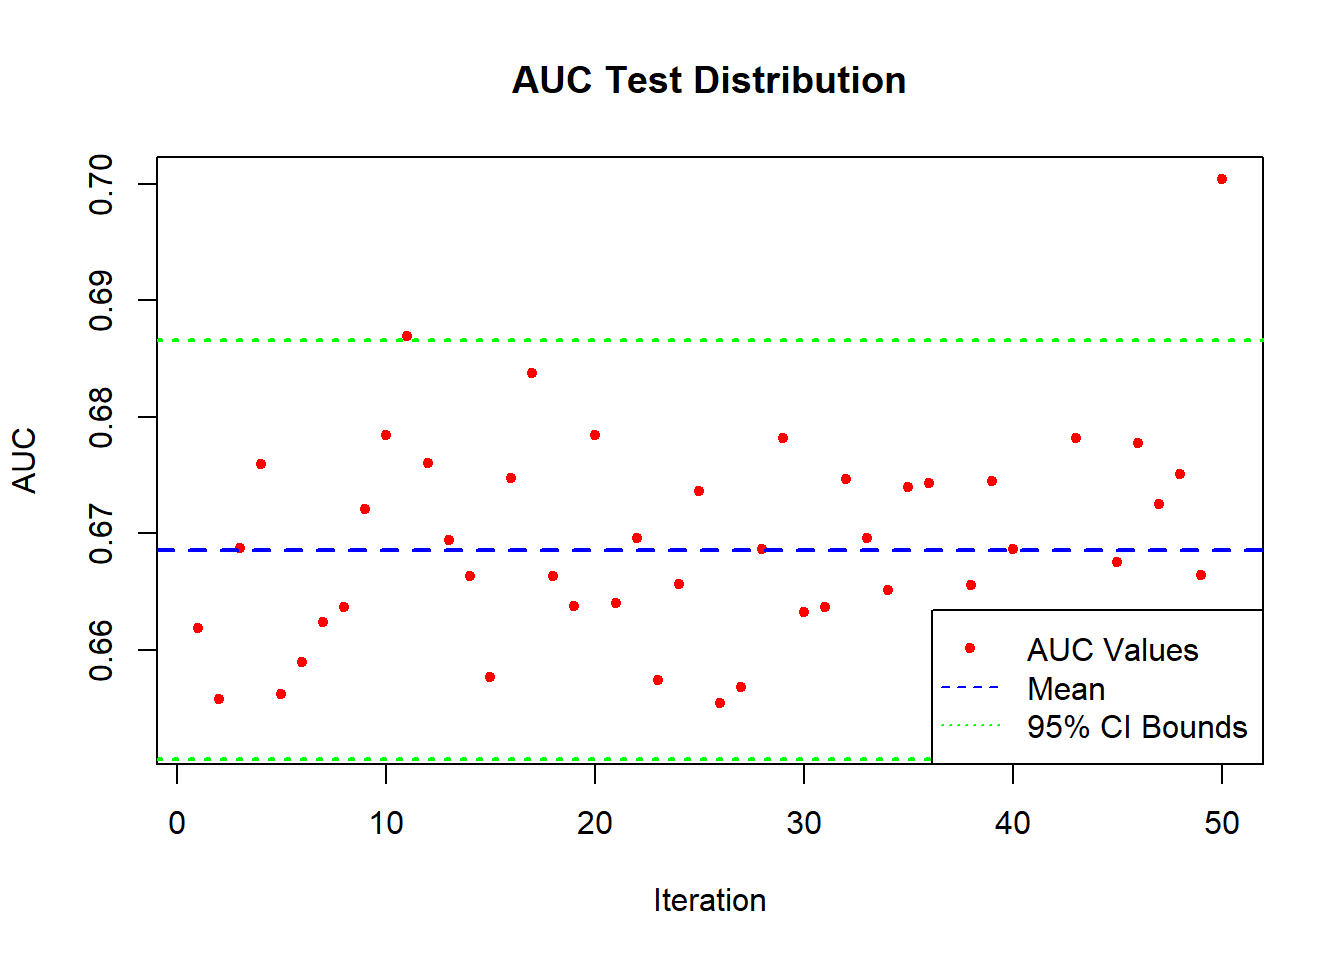 AUC Test Distribution
AUC
0.70
0.69
0.68
0.67
0.66
AUC Values
Mean
95% CI Bounds
0 10 20 30 40 50
Iteration